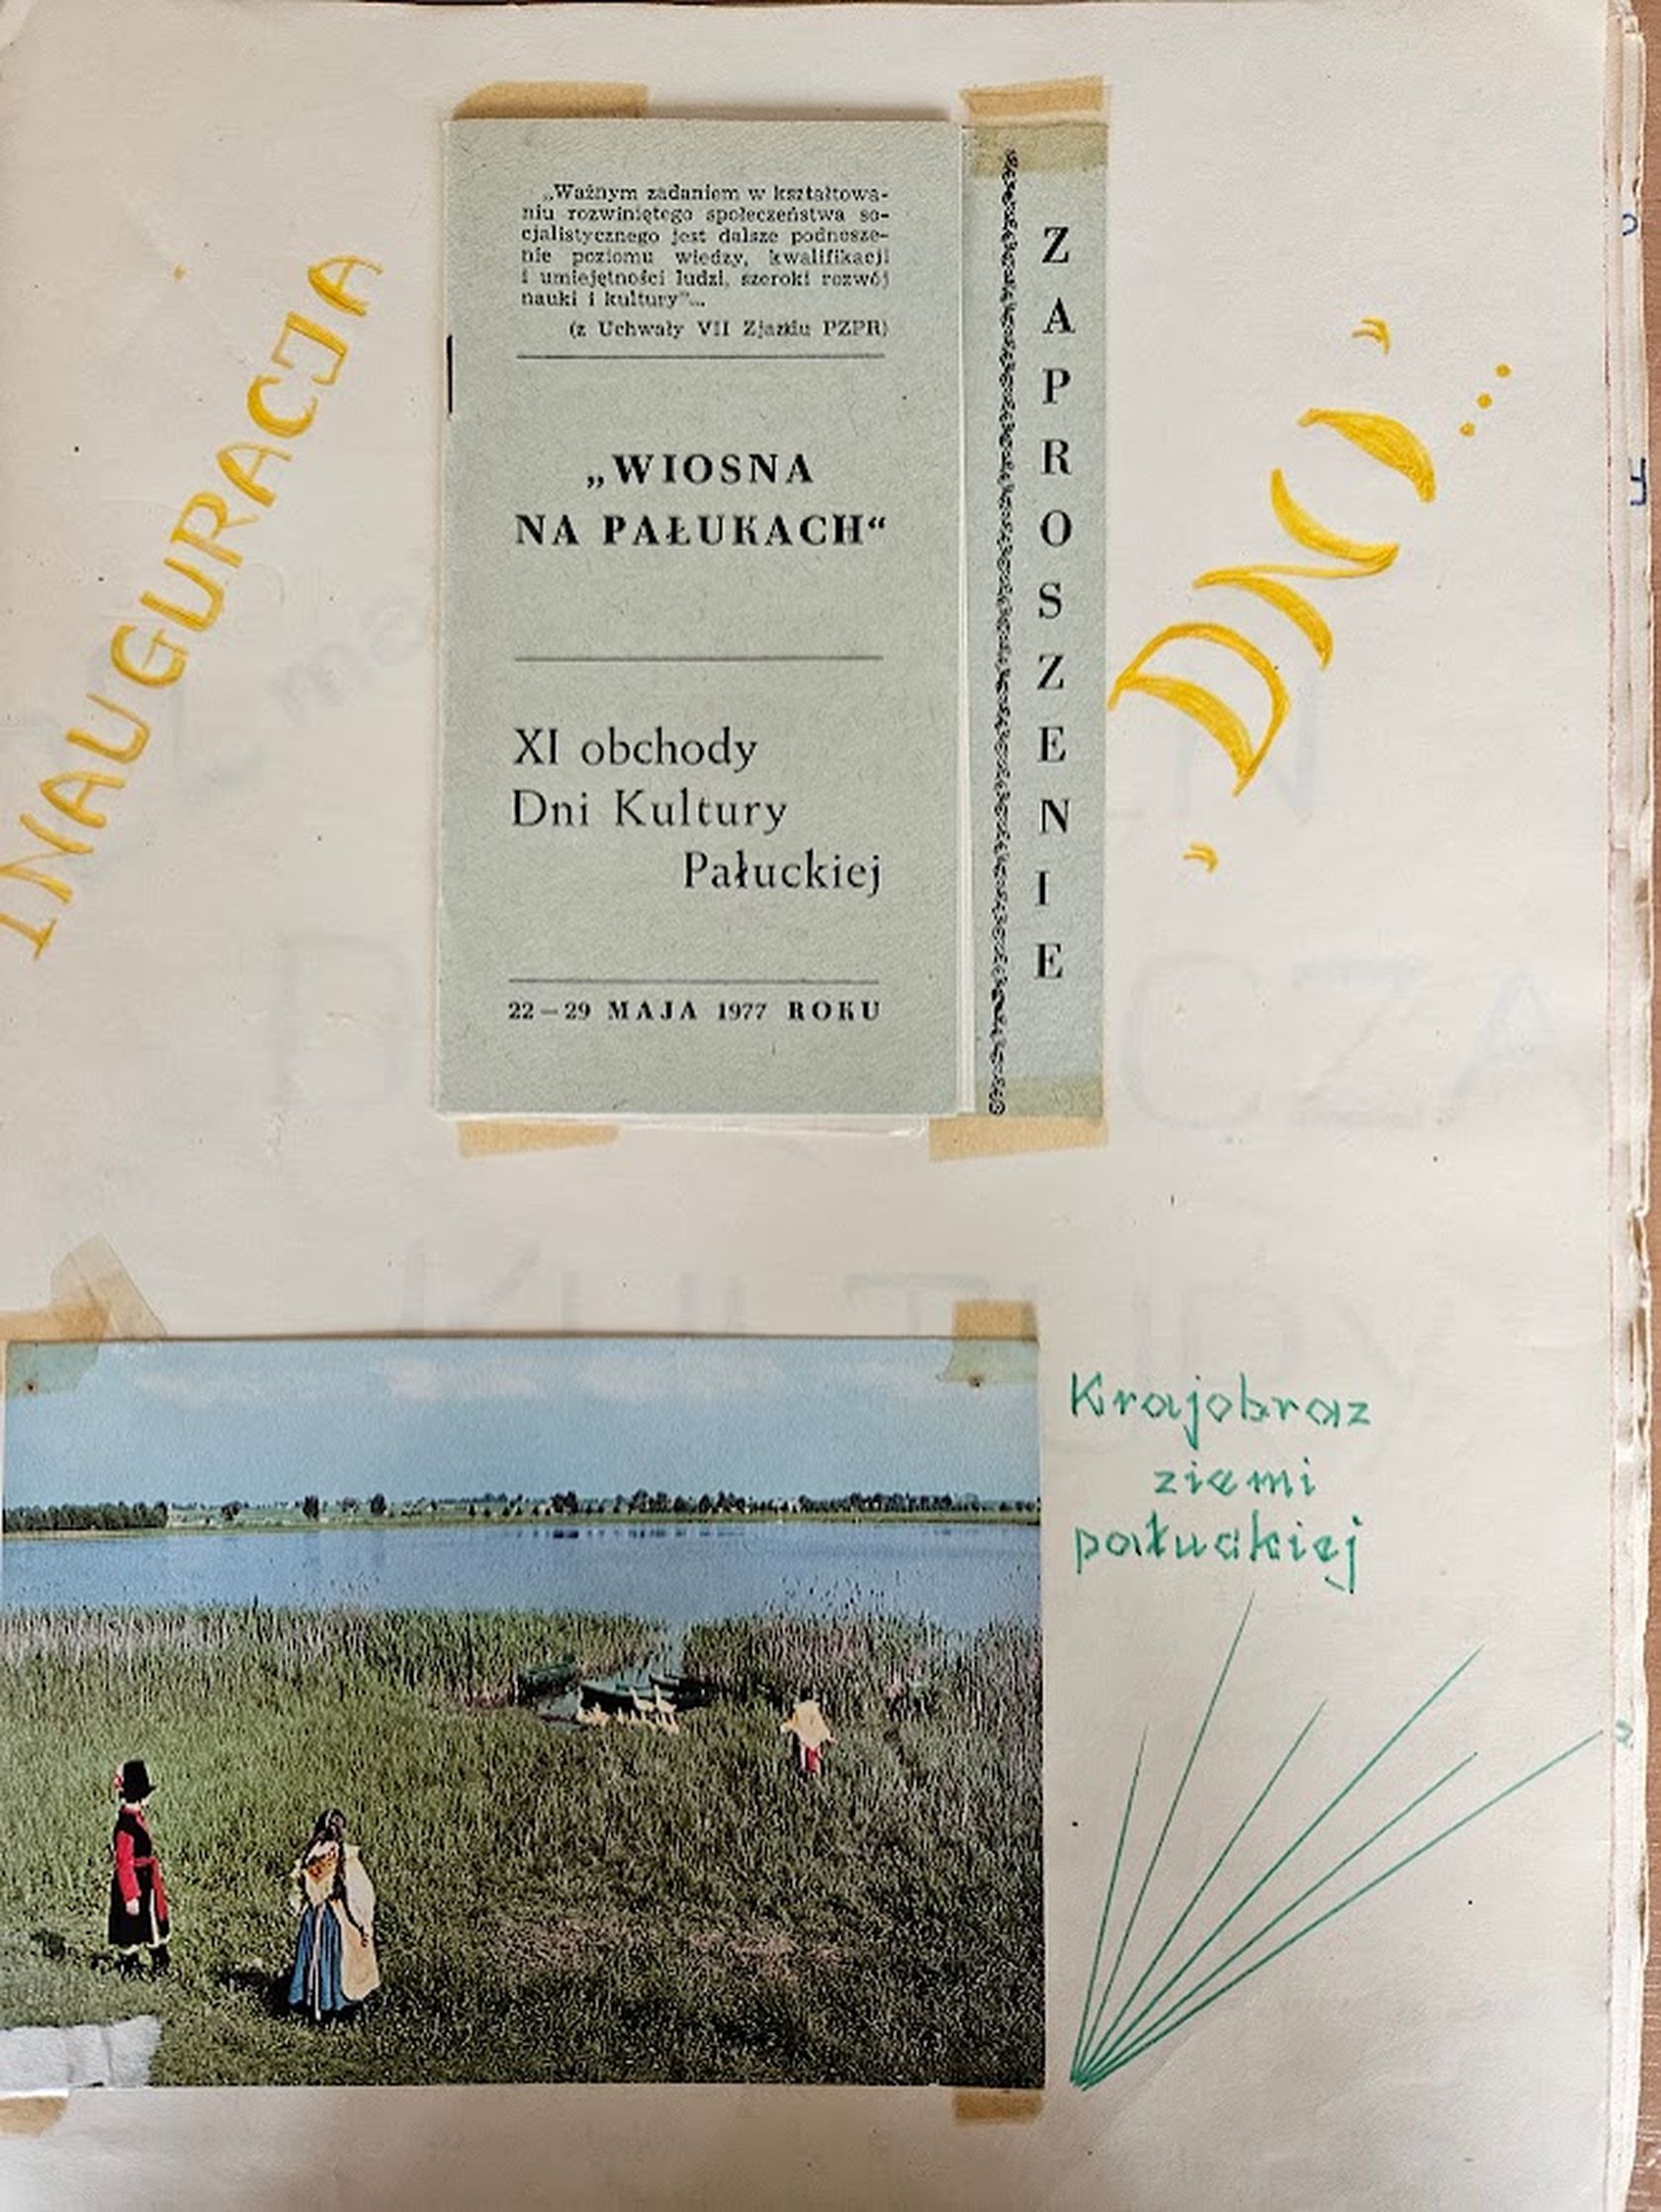 INAUGURACJA
„Ważnym zadaniem w kształtowa-
niu rozwiniętego społeczeństwa so-
cjalistycznego jest dalsze podnosze-
nie poziomu wiedzy, kwalifikacji
i umiejętności ludzi, szeroki rozwój
nauki i kultury"...
(z Uchwały VII Zjazdu PZPR)
„WIOSNA
NA PAŁUKACH“
XI obchody
Dni Kultury
Pałuckiej
22—29 MAJA 1977 ROKU
ZAPROSZENIE
„DNI”...
Krajobraz
ziemi
pałuckiej